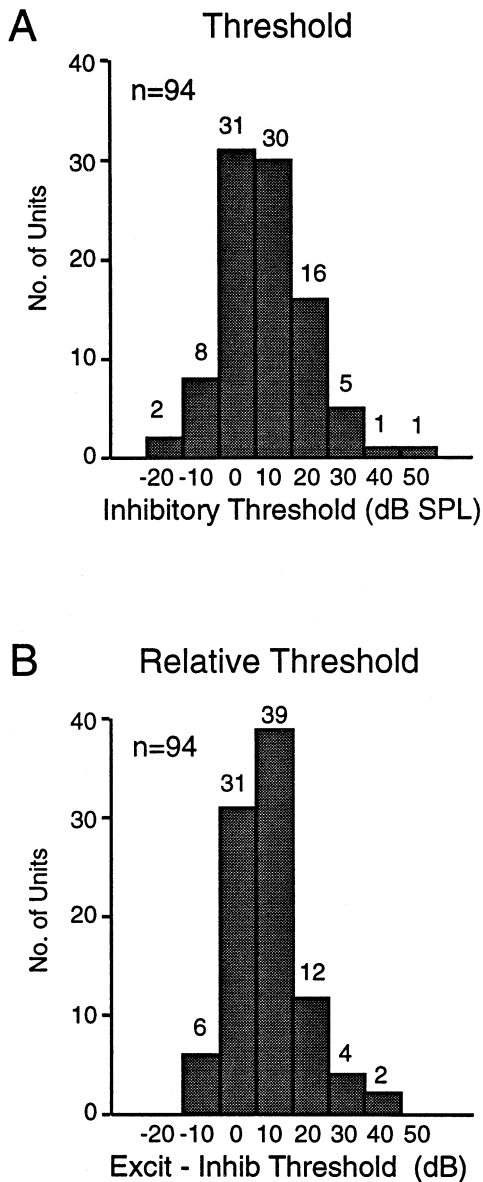 A
Threshold
40
n=94
31
30
30
No. of Units
20
16
10
8
5
2
1
1
0
-20 -10 0 10 20 30 40 50
Inhibitory Threshold (dB SPL)
B
Relative Threshold
40
39
n=94
31
30
No. of Units
20
12
10
6
4
2
0
-20 -10 0 10 20 30 40 50
Excit - Inhib Threshold (dB)